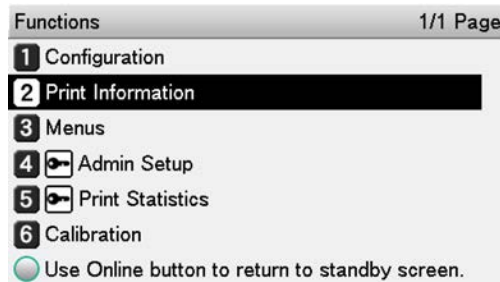 Functions 1/1 Page
1 Configuration
2 Print Information
3 Menus
4 Admin Setup
5 Print Statistics
6 Calibration
Use Online button to return to standby screen.